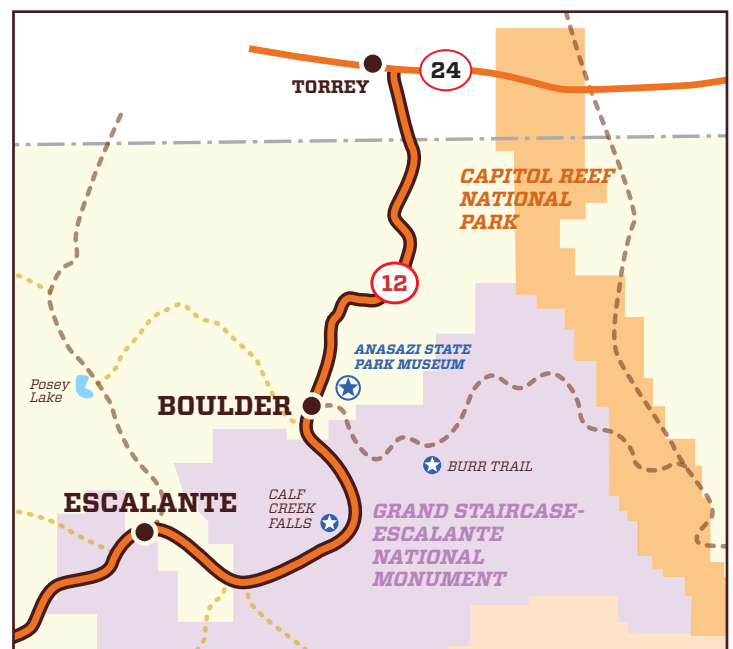 24
TORREY
CAPITOL REEF
NATIONAL
PARK
12
ANASAZI STATE
PARK MUSEUM
Posey
Lake
BOULDER
BURR TRAIL
ESCALANTE
CALF
CREEK
FALLS
GRAND STAIRCASE-
ESCALANTE
NATIONAL
MONUMENT